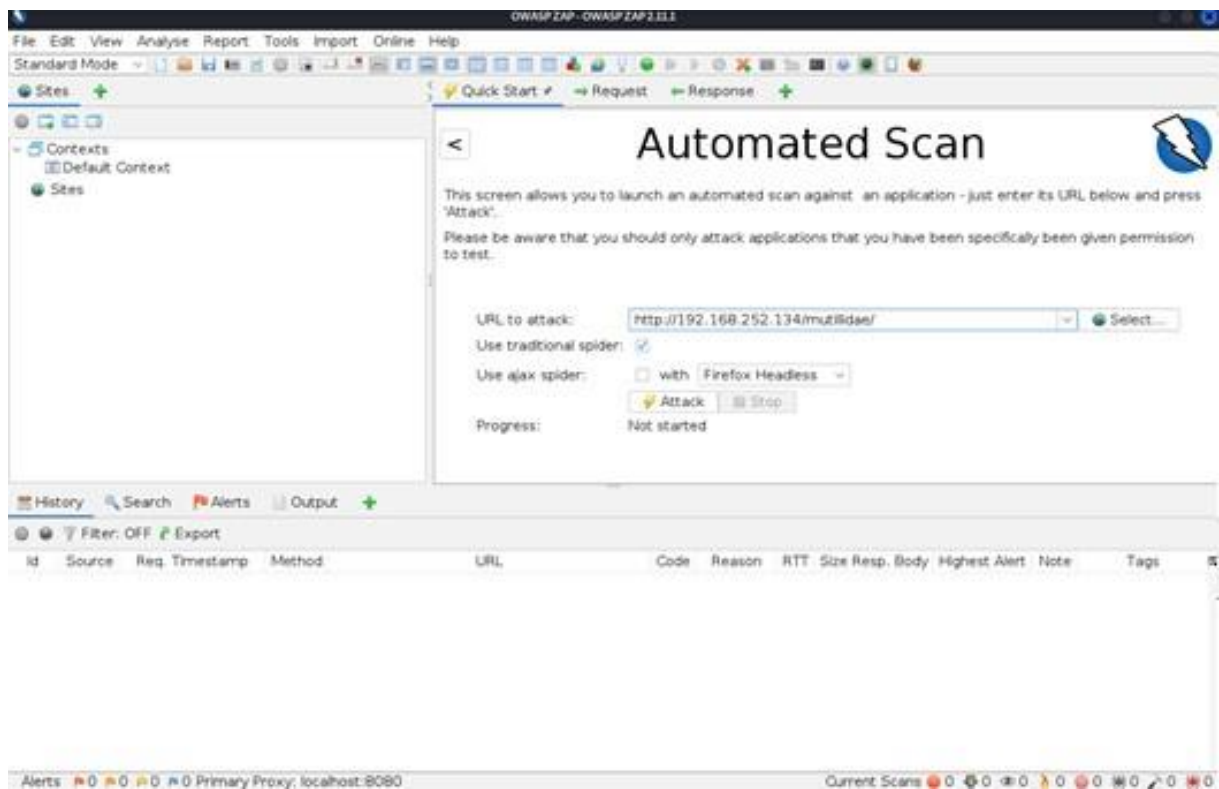 OWASP ZAP - OWASP ZAP 2.11.1
File Edit View Analyse Report Tools Import Online Help
Standard Mode
Sites
Quick Start Request Response
Contexts
Default Context
Sites
<
Automated Scan
This screen allows you to launch an automated scan against an application - just enter its URL below and press
'Attack'.
Please be aware that you should only attack applications that you have been specifically been given permission
to test.
URL to attack: http://192.168.252.134/mutillidae/ Select...
Use traditional spider:
Use ajax spider: with Firefox Headless
Attack Stop
Progress: Not started
History Search Alerts Output
Filter: OFF Export
Id Source Req. Timestamp Method URL Code Reason RTT Size Resp. Body Highest Alert Note Tags
Alerts 0 0 0 0 Primary Proxy: localhost:8080 Current Scans 0 0 0 0 0 0 0 0